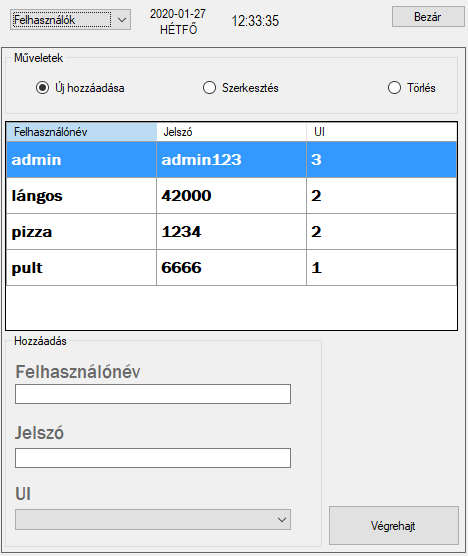 Felhasználók 2020-01-27 12:33:35 Bezár
HÉTFŐ
Műveletek
Új hozzáadása Szerkesztés Törlés
Felhasználónév Jelszó UI
admin admin123 3
lángos 42000 2
pizza 1234 2
pult 6666 1
Hozzáadás
Felhasználónév
Jelszó
UI
Végrehajt